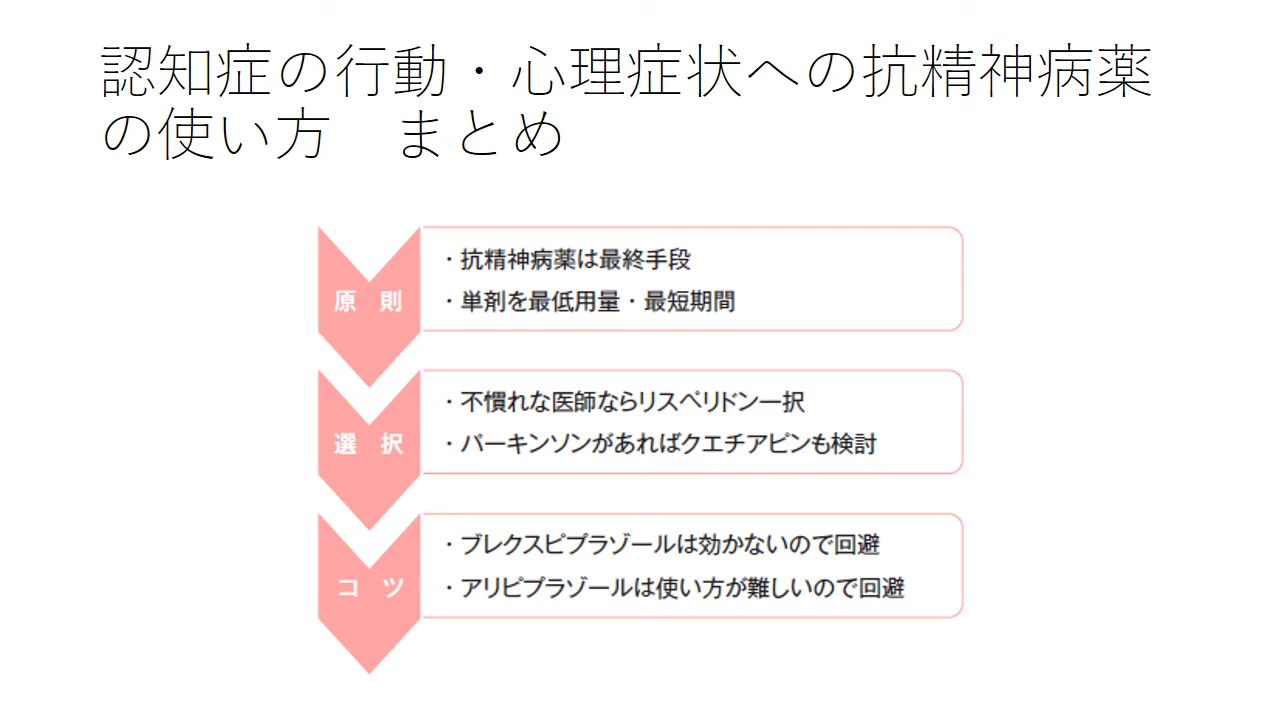 認知症の行動・心理症状への抗精神病薬
の使い方　まとめ
原　則
・抗精神病薬は最終手段
・単剤を最低用量・最短期間
選　択
・不慣れな医師ならリスペリドン一択
・パーキンソンがあればクエチアピンも検討
コ　ツ
・ブレクスピプラゾールは効かないので回避
・アリピプラゾールは使い方が難しいので回避